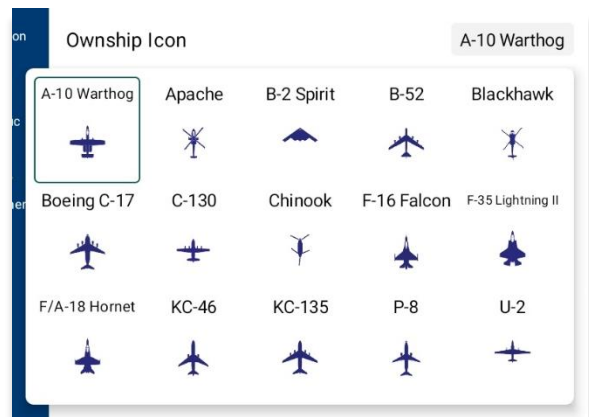 on
Ownship Icon
A-10 Warthog
A-10 Warthog Apache B-2 Spirit B-52 Blackhawk
Boeing C-17 C-130 Chinook F-16 Falcon F-35 Lightning II
F/A-18 Hornet KC-46 KC-135 P-8 U-2